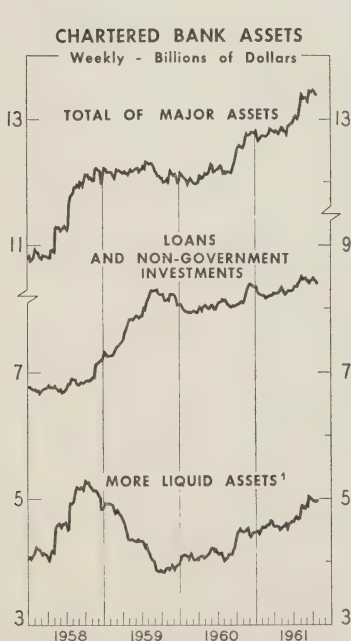 CHARTERED BANK ASSETS
Weekly - Billions of Dollars
13 13
TOTAL OF MAJOR ASSETS
11 9
LOANS
AND NON-GOVERNMENT
INVESTMENTS
7 7
MORE LIQUID ASSETS¹
5 5
3 3
1958 1959 1960 1961